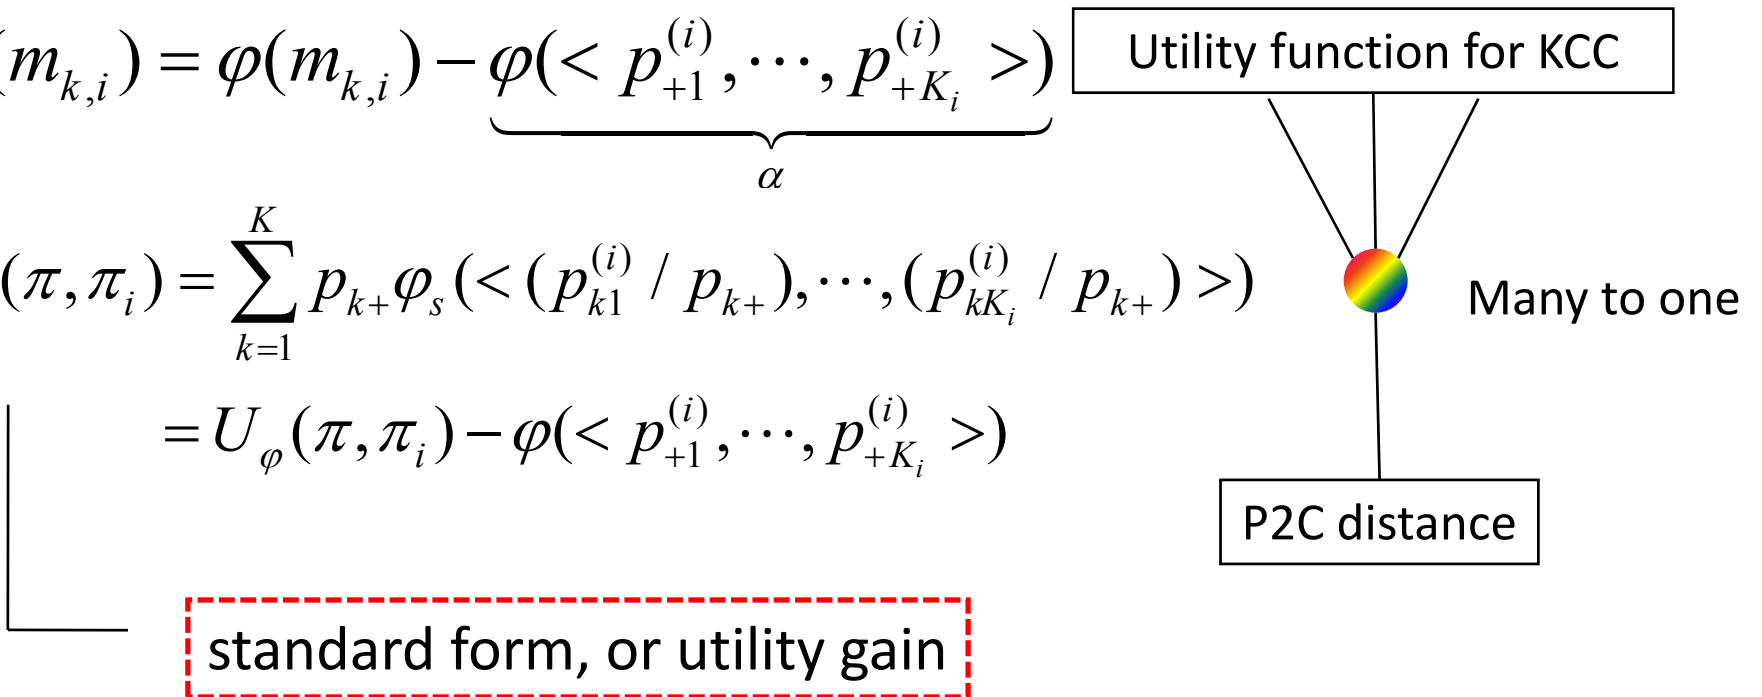 (m_{k,i}) = φ(m_{k,i}) − φ(< p_{+1}^{(i)}, ⋯, p_{+K_i}^{(i)} >)
α
Utility function for KCC
(π, π_i) = ∑_{k=1}^{K} p_{k+} φ_s (< (p_{k1}^{(i)} / p_{k+}), ⋯, (p_{kK_i}^{(i)} / p_{k+}) >)
Many to one
= U_φ (π, π_i) − φ(< p_{+1}^{(i)}, ⋯, p_{+K_i}^{(i)} >)
P2C distance
standard form, or utility gain